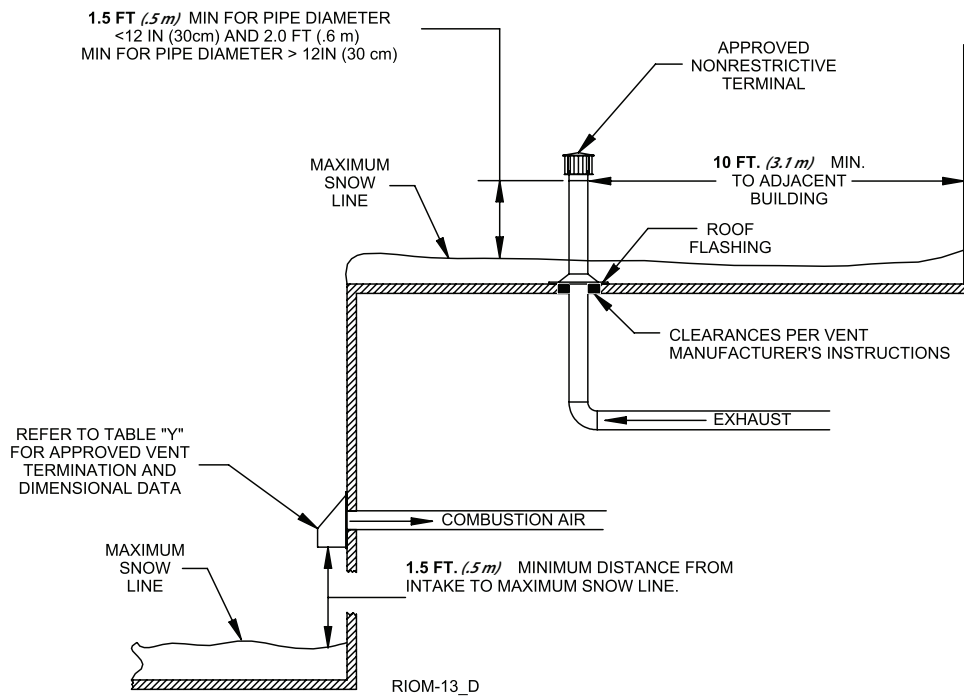 1.5 FT (.5 m) MIN FOR PIPE DIAMETER
<12 IN (30cm) AND 2.0 FT (.6 m)
MIN FOR PIPE DIAMETER > 12IN (30 cm)
APPROVED
NONRESTRICTIVE
TERMINAL
MAXIMUM
SNOW
LINE
10 FT. (3.1 m) MIN.
TO ADJACENT
BUILDING
ROOF
FLASHING
CLEARANCES PER VENT
MANUFACTURER'S INSTRUCTIONS
EXHAUST
REFER TO TABLE "Y"
FOR APPROVED VENT
TERMINATION AND
DIMENSIONAL DATA
COMBUSTION AIR
MAXIMUM
SNOW
LINE
1.5 FT. (.5 m) MINIMUM DISTANCE FROM
INTAKE TO MAXIMUM SNOW LINE.
RIOM-13_D